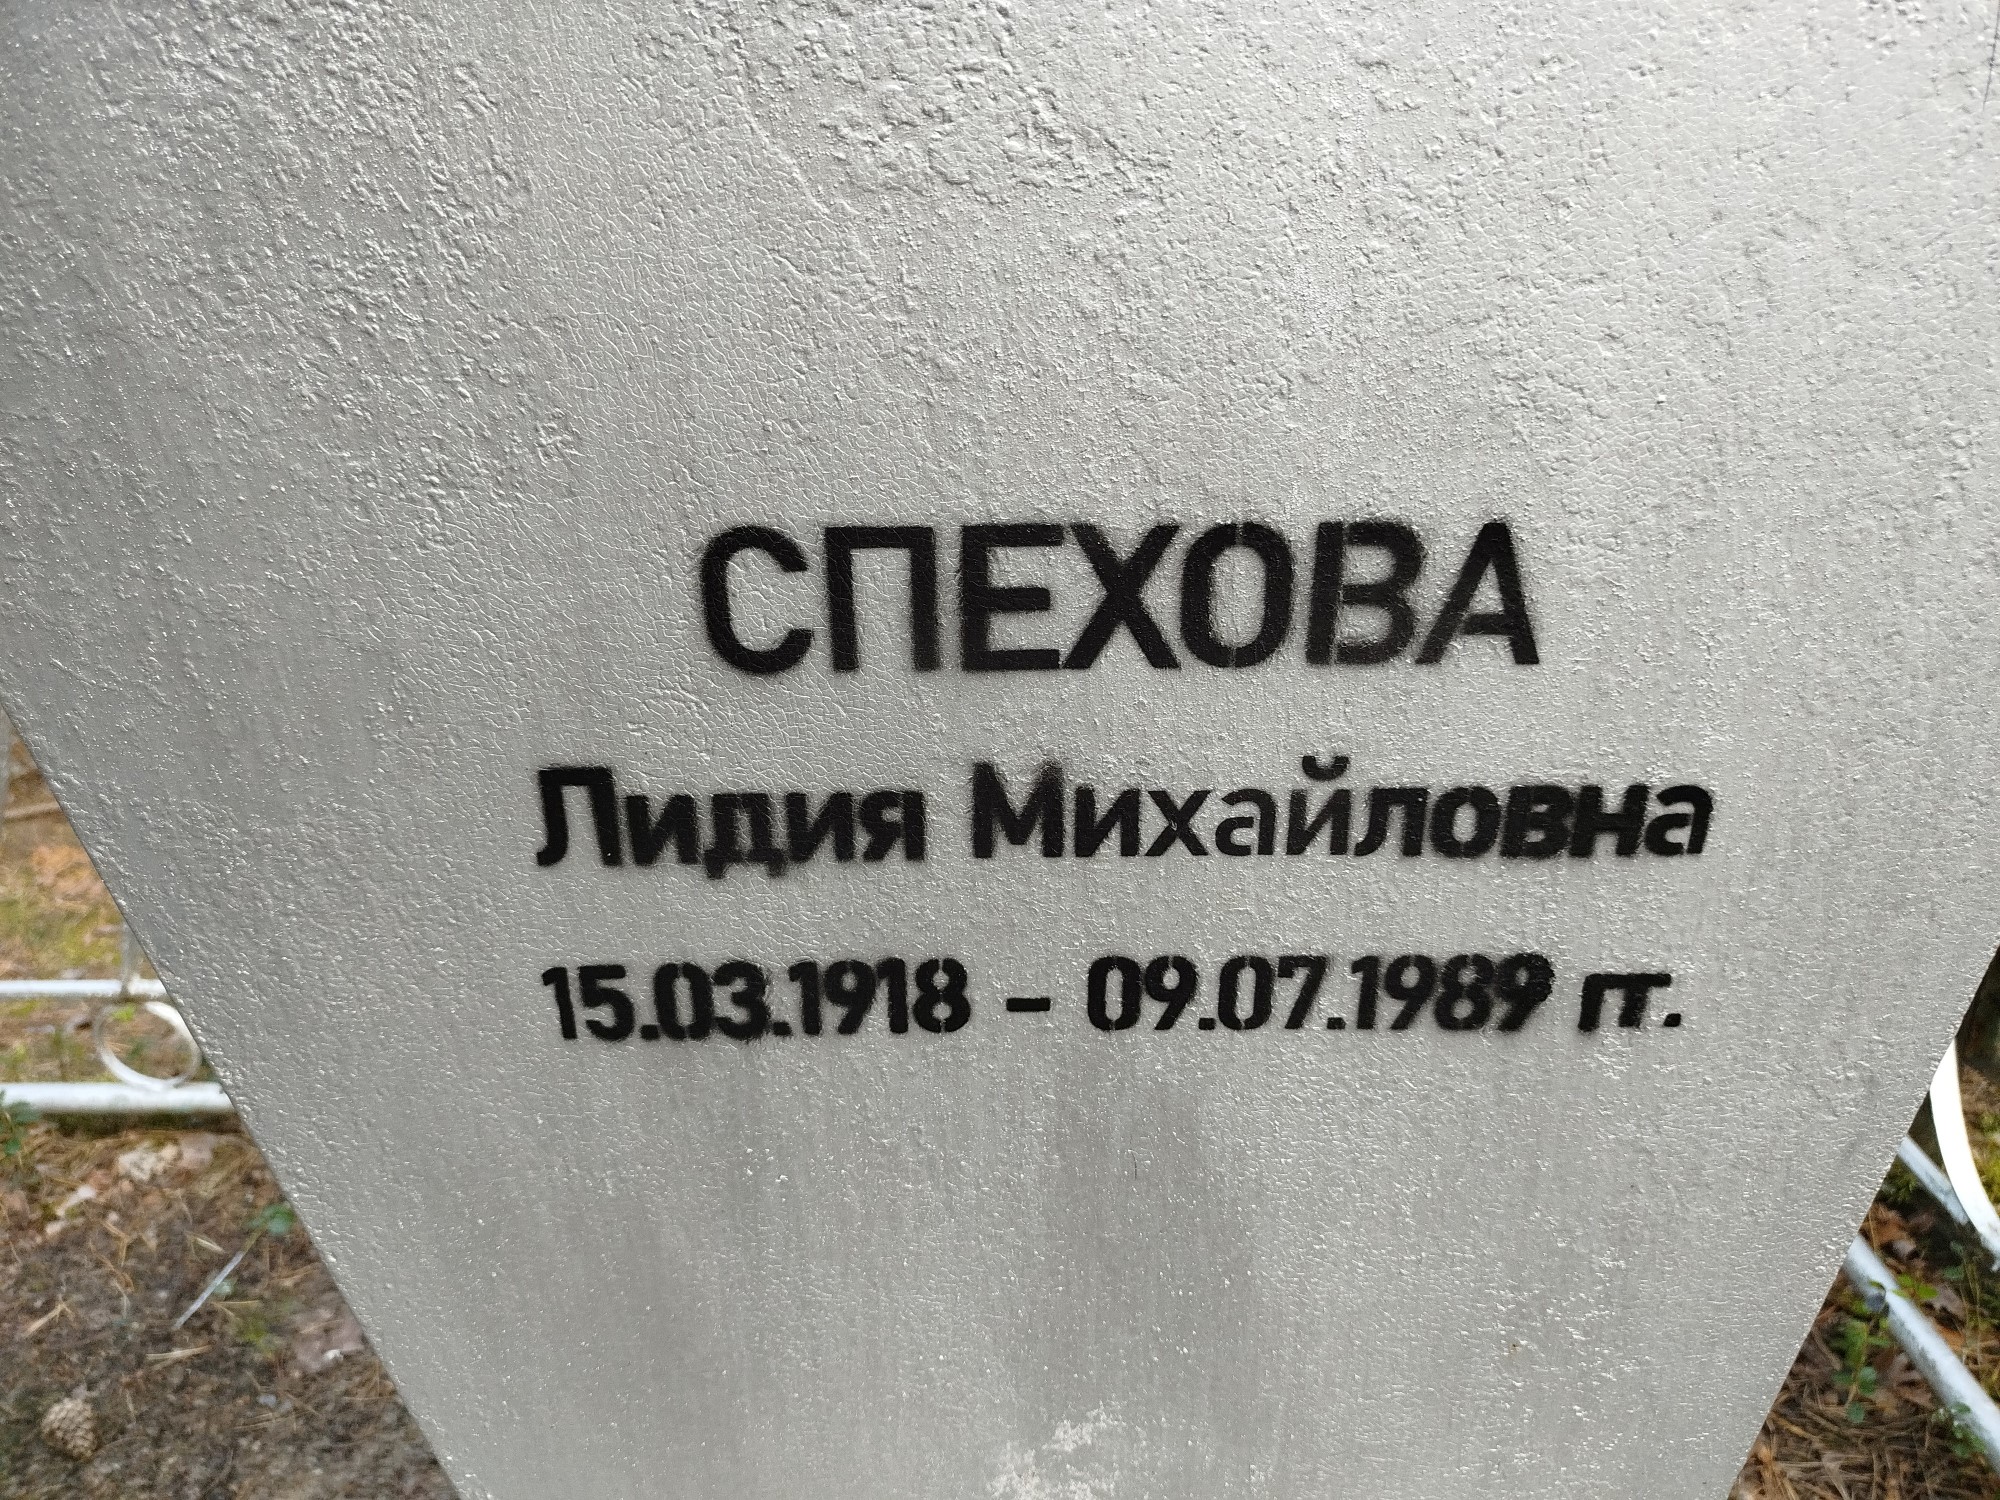 СПЕХОВА
Лидия Михайловна
15.03.1918 – 09.07.1989 гг.